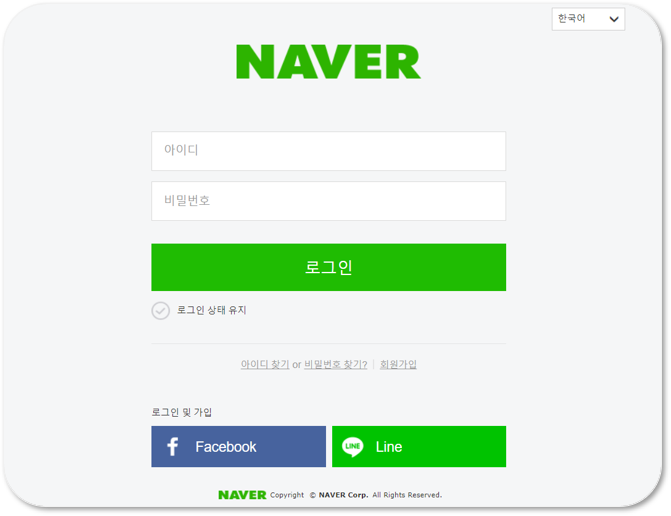 한국어
NAVER
아이디
비밀번호
로그인
로그인 상태 유지
아이디 찾기 or 비밀번호 찾기? 회원가입
로그인 및 가입
f Facebook LINE Line
NAVER Copyright © NAVER Corp. All Rights Reserved.